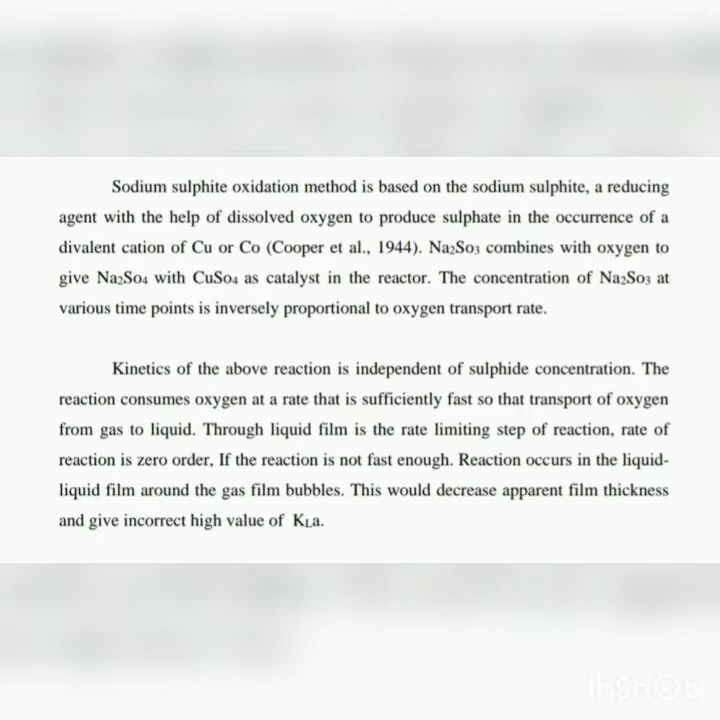 Sodium sulphite oxidation method is based on the sodium sulphite, a reducing
agent with the help of dissolved oxygen to produce sulphate in the occurrence of a
divalent cation of Cu or Co (Cooper et al., 1944). Na₂So₃ combines with oxygen to
give Na₂So₄ with CuSo₄ as catalyst in the reactor. The concentration of Na₂So₃ at
various time points is inversely proportional to oxygen transport rate.
Kinetics of the above reaction is independent of sulphide concentration. The
reaction consumes oxygen at a rate that is sufficiently fast so that transport of oxygen
from gas to liquid. Through liquid film is the rate limiting step of reaction, rate of
reaction is zero order, If the reaction is not fast enough. Reaction occurs in the liquid-
liquid film around the gas film bubbles. This would decrease apparent film thickness
and give incorrect high value of KLa.
InShOt